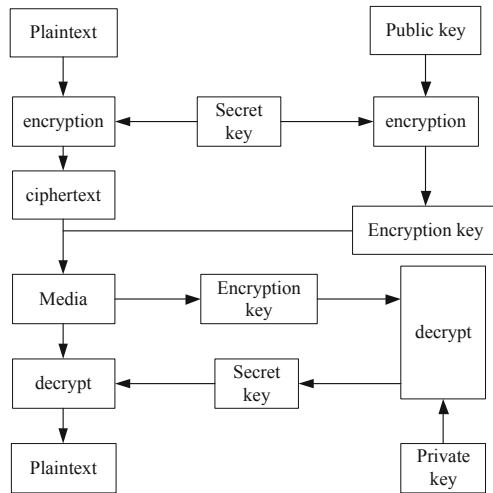 Plaintext
Public key
encryption
Secret
key
encryption
ciphertext
Encryption key
Media
Encryption
key
decrypt
decrypt
Secret
key
Plaintext
Private
key